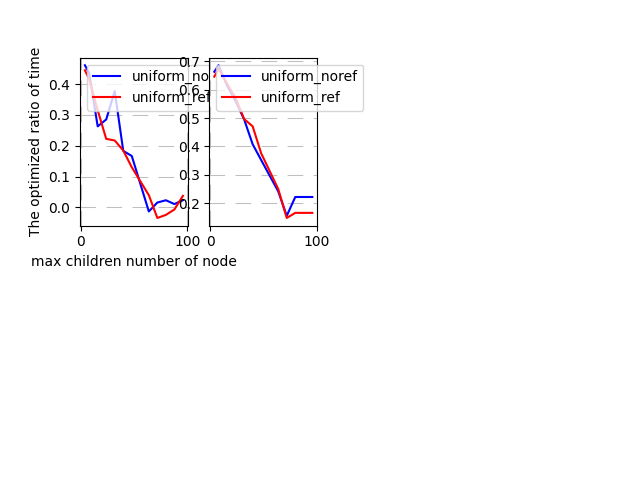 The optimized ratio of time
0.4
0.3
0.2
0.1
0.0
0
100
max children number of node
uniform_no
uniform_ref
0.7
0.6
0.5
0.4
0.3
0.2
0
100
uniform_noref
uniform_ref